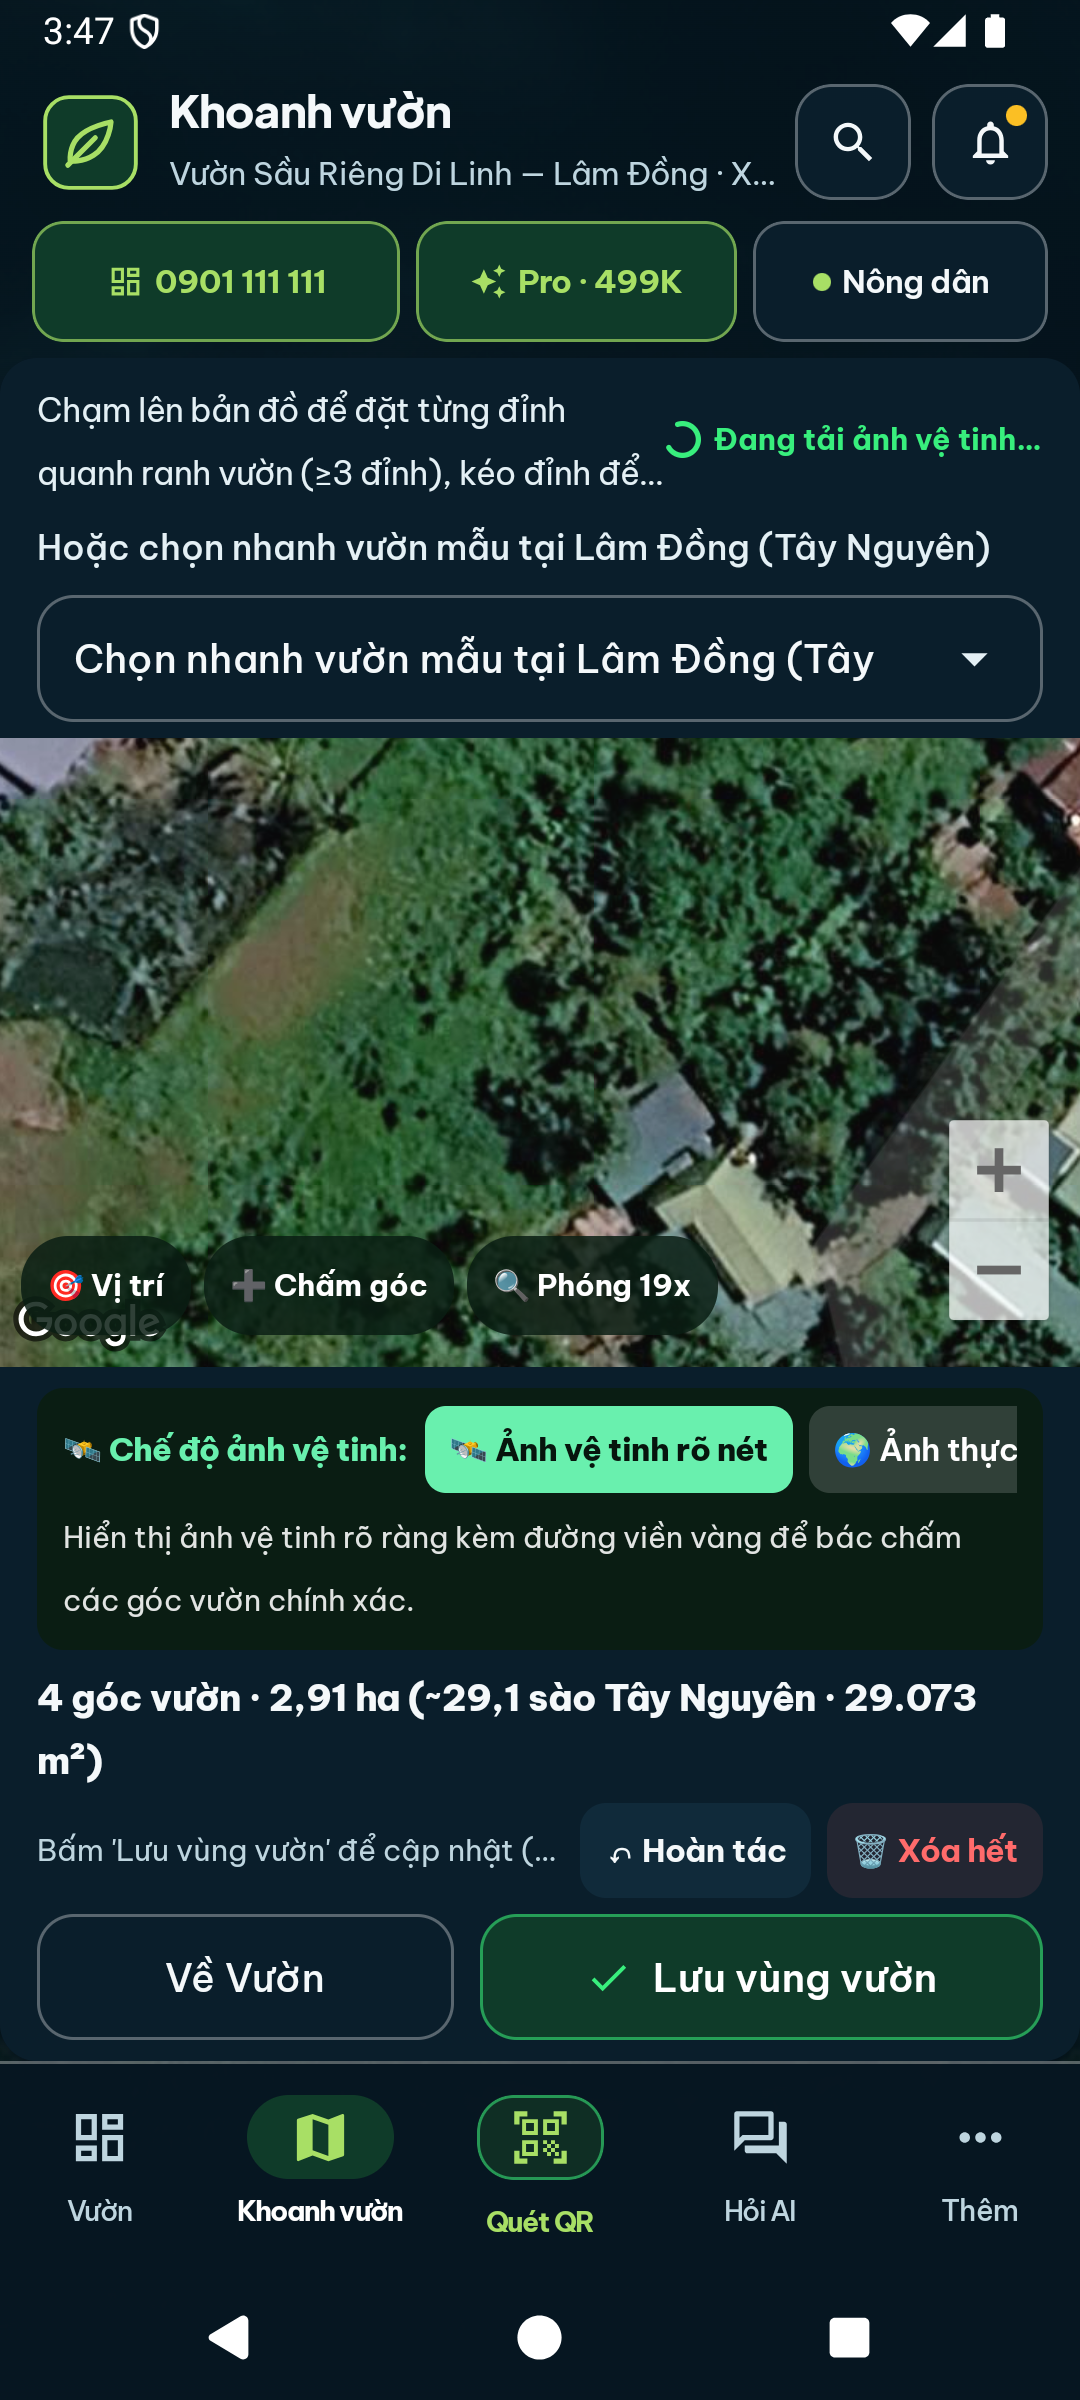 3:47
Khoanh vườn
Vườn Sầu Riêng Di Linh — Lâm Đồng · X...
0901 111 111
Pro · 499K
Nông dân
Chạm lên bản đồ để đặt từng đỉnh
quanh ranh vườn (≥3 đỉnh), kéo đỉnh để...
Đang tải ảnh vệ tinh...
Hoặc chọn nhanh vườn mẫu tại Lâm Đồng (Tây Nguyên)
Chọn nhanh vườn mẫu tại Lâm Đồng (Tây
Vị trí
Chấm góc
Phóng 19x
Google
Chế độ ảnh vệ tinh:
Ảnh vệ tinh rõ nét
Ảnh thực
Hiển thị ảnh vệ tinh rõ ràng kèm đường viền vàng để bác chấm
các góc vườn chính xác.
4 góc vườn · 2,91 ha (~29,1 sào Tây Nguyên · 29.073
m²)
Bấm 'Lưu vùng vườn' để cập nhật (...
Hoàn tác
Xóa hết
Về Vườn
Lưu vùng vườn
Vườn
Khoanh vườn
Quét QR
Hỏi AI
Thêm